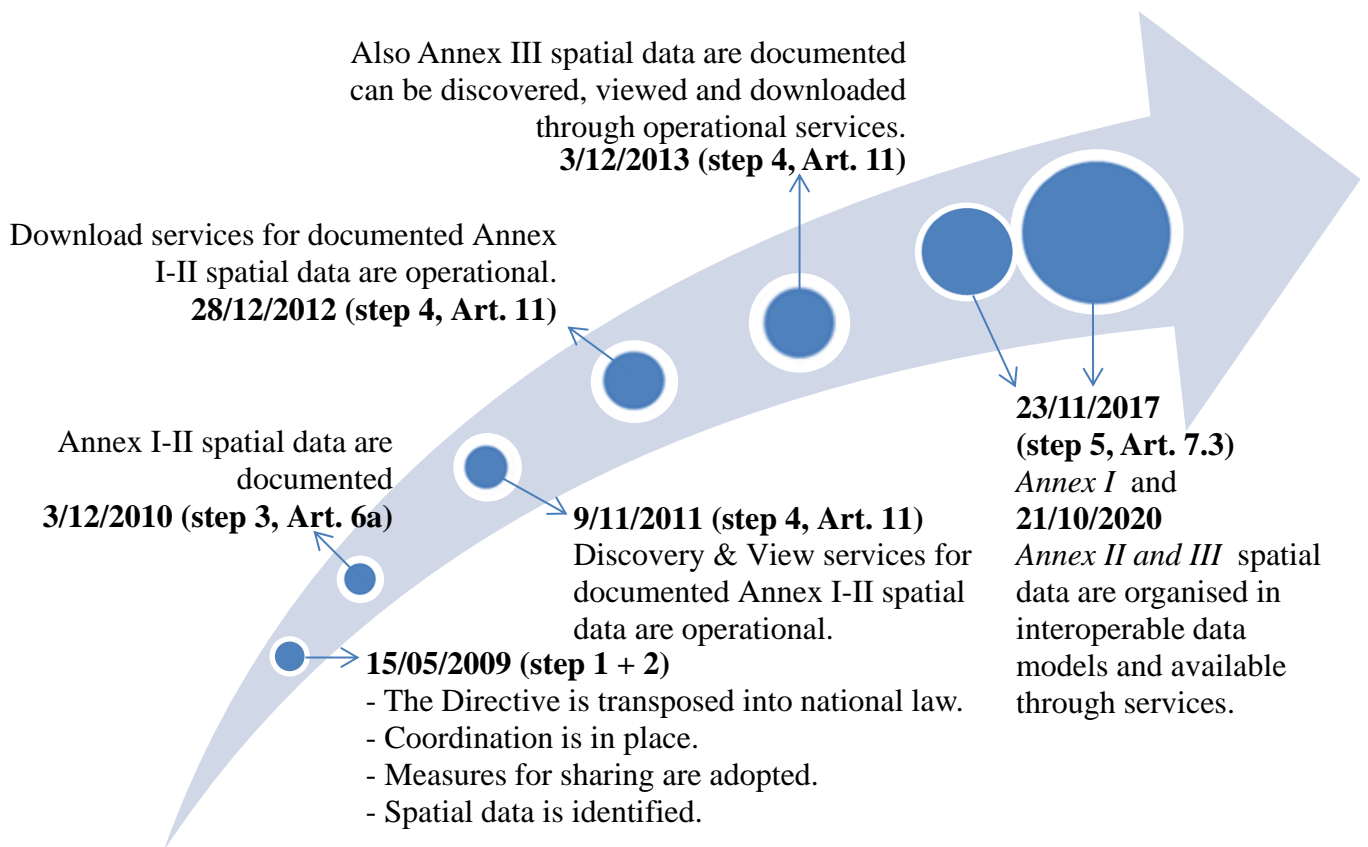 Also Annex III spatial data are documented
can be discovered, viewed and downloaded
through operational services.
3/12/2013 (step 4, Art. 11)
Download services for documented Annex
I-II spatial data are operational.
28/12/2012 (step 4, Art. 11)
Annex I-II spatial data are
documented
3/12/2010 (step 3, Art. 6a)
9/11/2011 (step 4, Art. 11)
Discovery & View services for
documented Annex I-II spatial
data are operational.
15/05/2009 (step 1 + 2)
- The Directive is transposed into national law.
- Coordination is in place.
- Measures for sharing are adopted.
- Spatial data is identified.
23/11/2017
(step 5, Art. 7.3)
Annex I and
21/10/2020
Annex II and III spatial
data are organised in
interoperable data
models and available
through services.